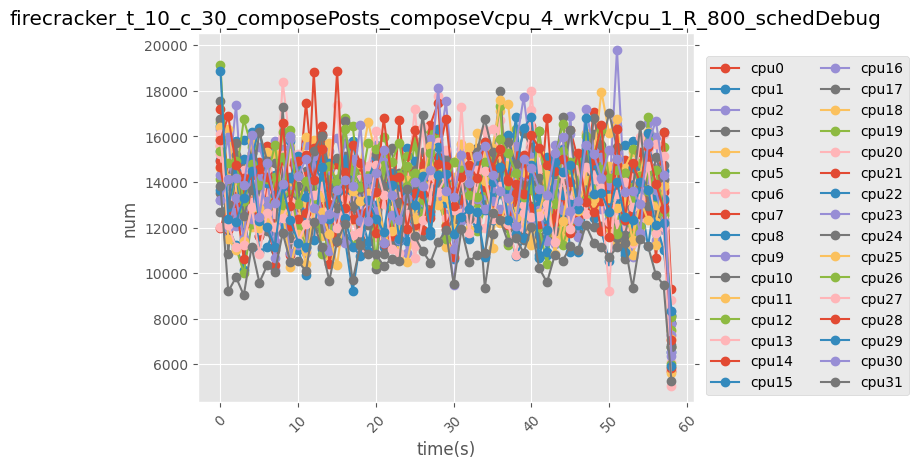 firecracker_t_10_c_30_composePosts_composeVcpu_4_wrkVcpu_1_R_800_schedDebug
num
20000
18000
16000
14000
12000
10000
8000
6000
0
10
20
30
40
50
60
time(s)
cpu0
cpu1
cpu2
cpu3
cpu4
cpu5
cpu6
cpu7
cpu8
cpu9
cpu10
cpu11
cpu12
cpu13
cpu14
cpu15
cpu16
cpu17
cpu18
cpu19
cpu20
cpu21
cpu22
cpu23
cpu24
cpu25
cpu26
cpu27
cpu28
cpu29
cpu30
cpu31